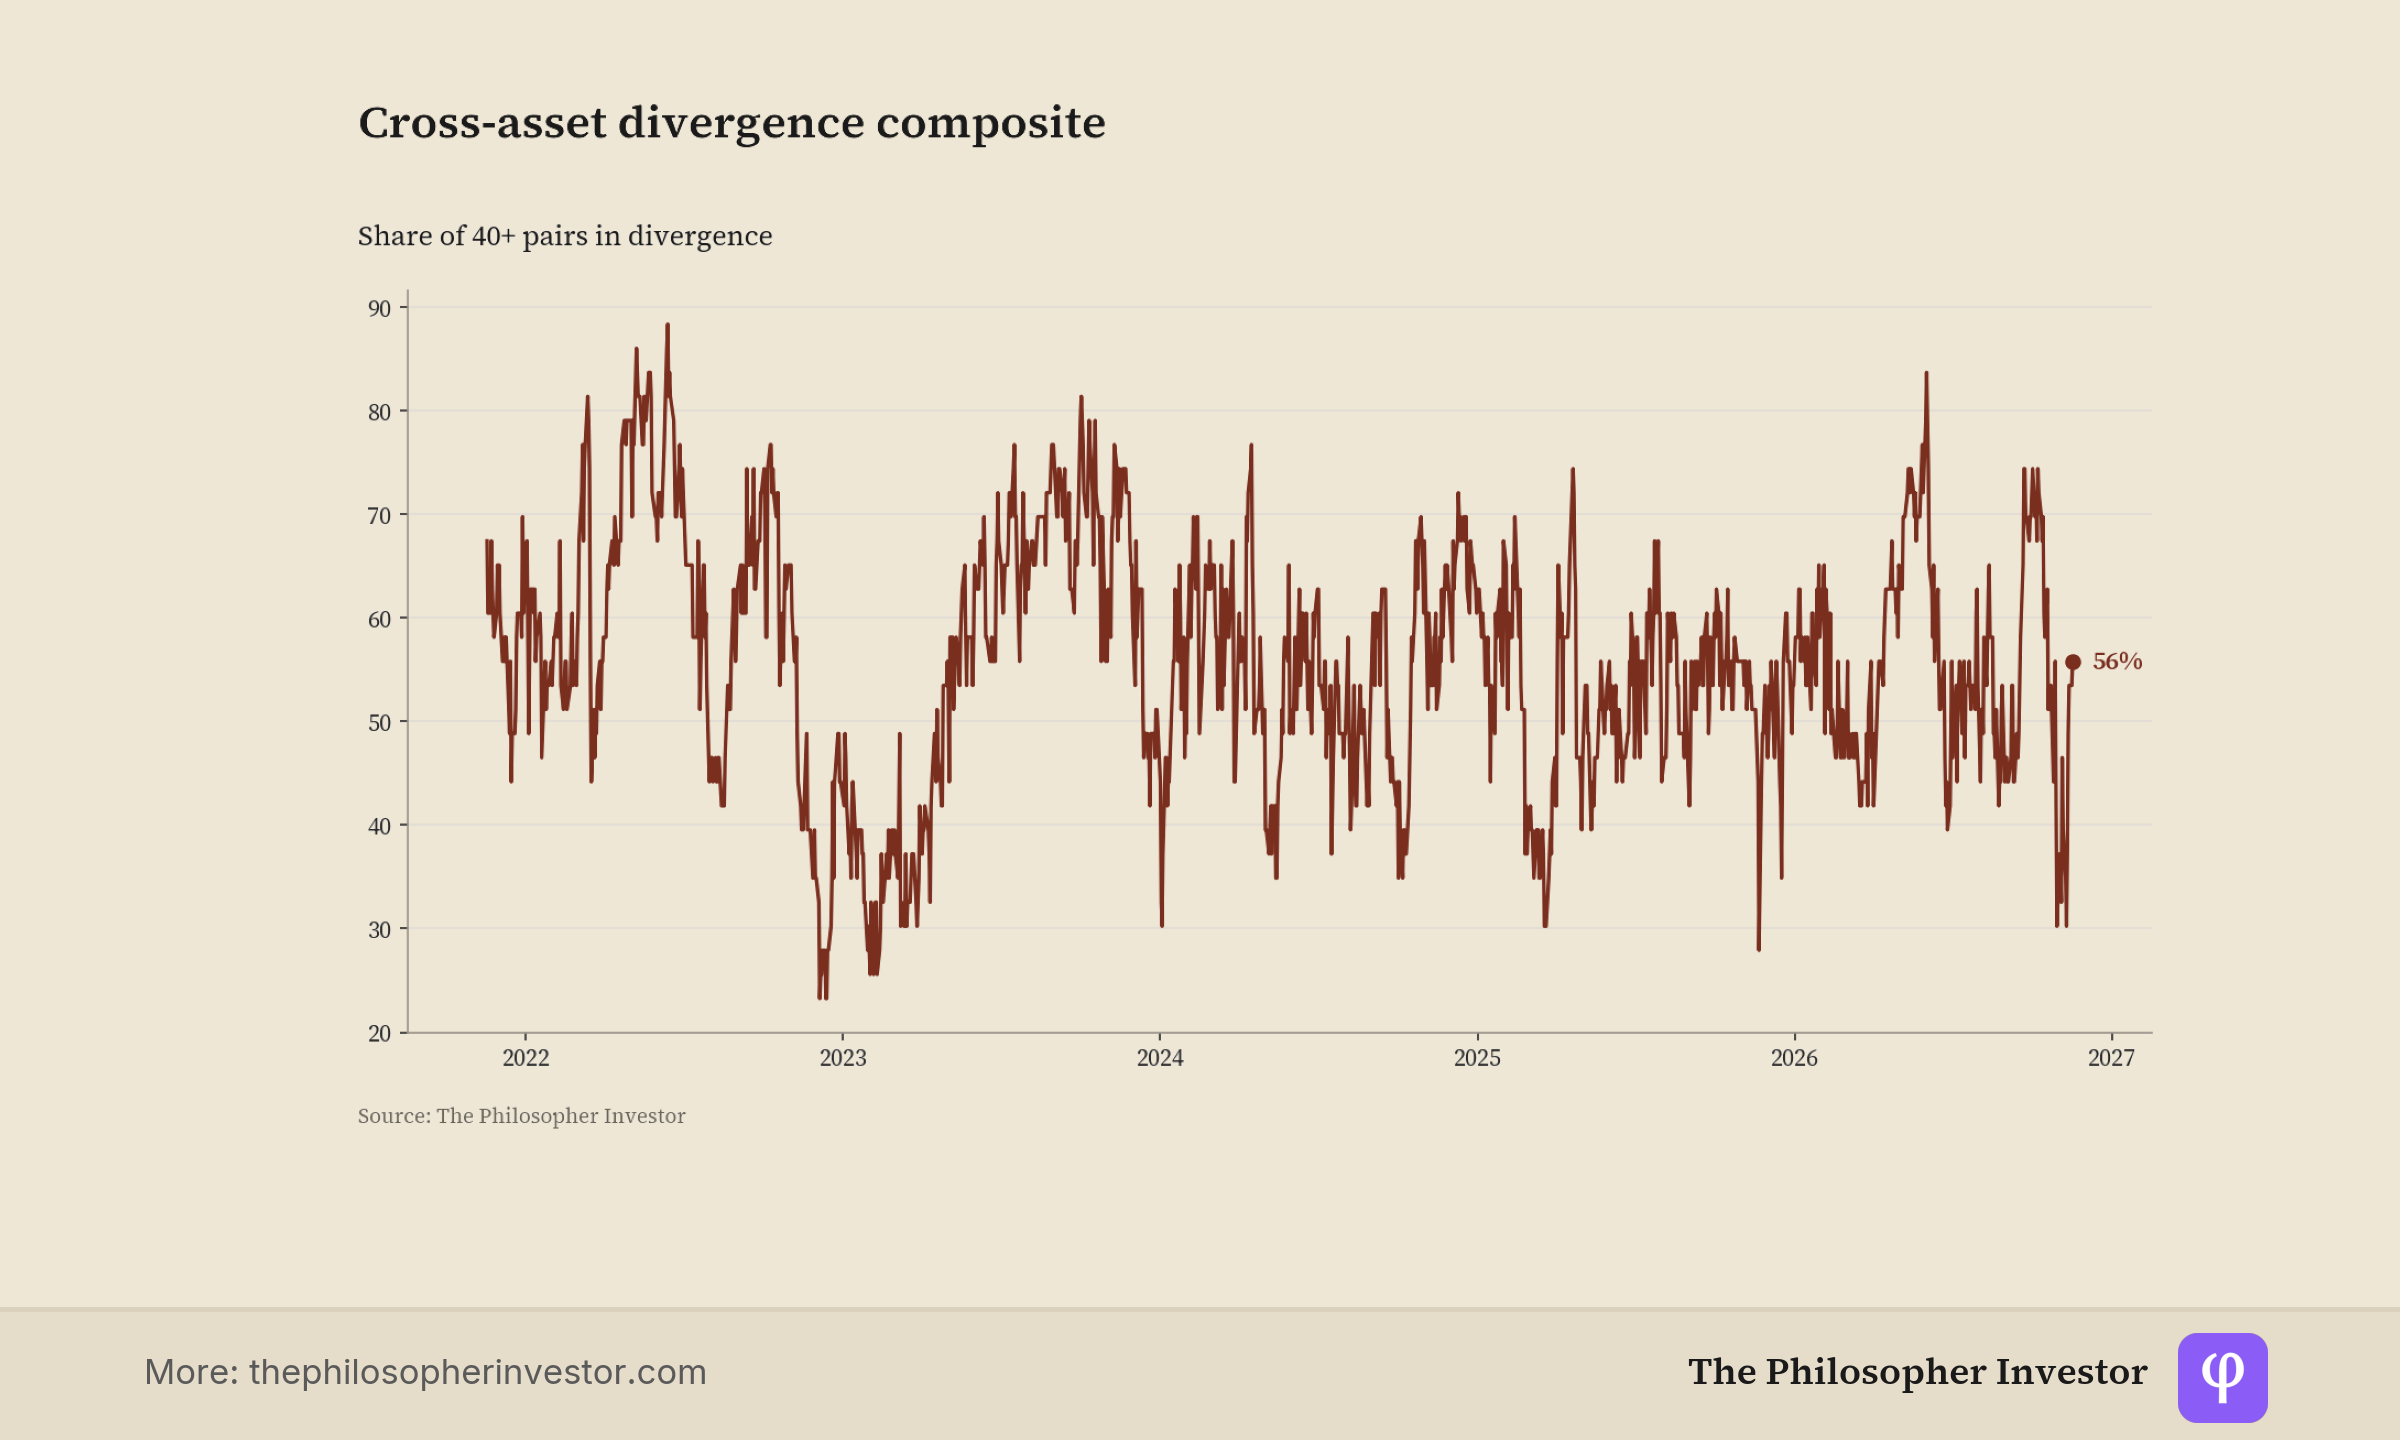 Cross-asset divergence composite
Share of 40+ pairs in divergence
90
80
70
60
50
40
30
20
56%
2022 2023 2024 2025 2026 2027
Source: The Philosopher Investor
More: thephilosopherinvestor.com
The Philosopher Investor φ